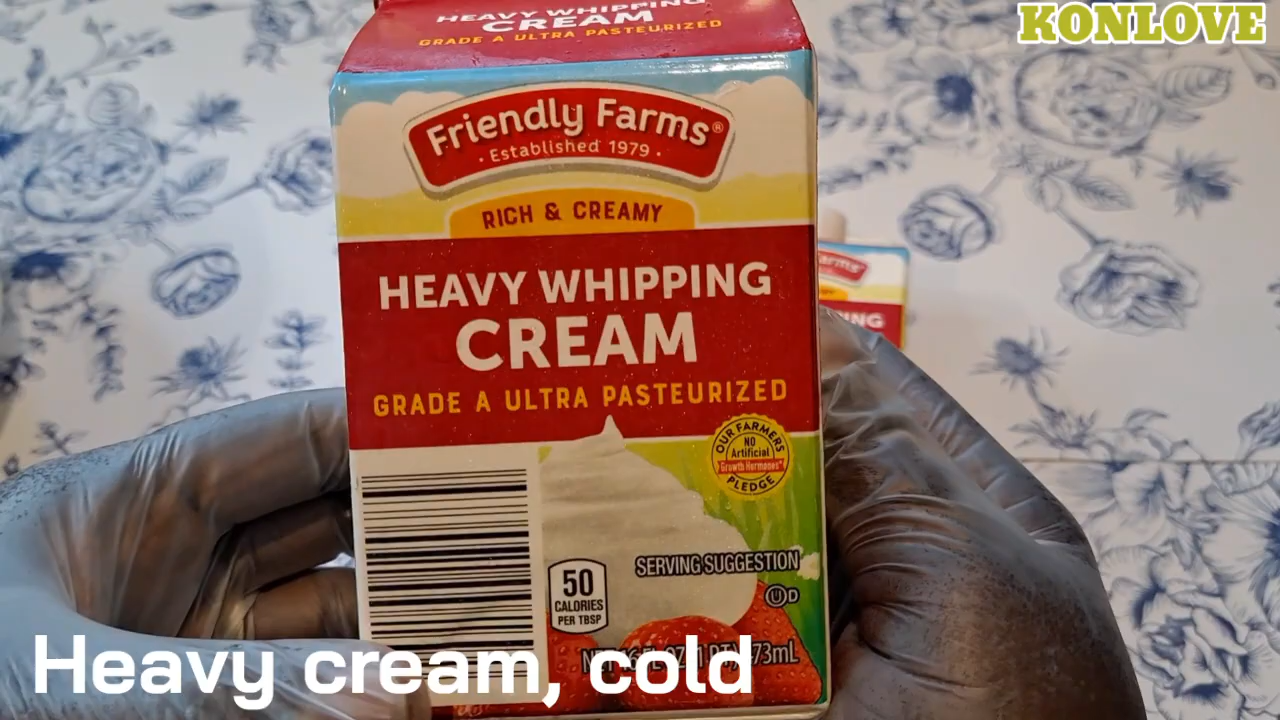 KONLOVE
HEAVY WHIPPING
CREAM
GRADE A ULTRA PASTEURIZED
Friendly Farms®
· Established 1979 ·
RICH & CREAMY
HEAVY WHIPPING
CREAM
GRADE A ULTRA PASTEURIZED
OUR FARMERS
NO
Artificial
Growth Hormones*
PLEDGE
SERVING SUGGESTION
50
CALORIES
PER TBSP
Ⓤ D
Heavy cream, cold